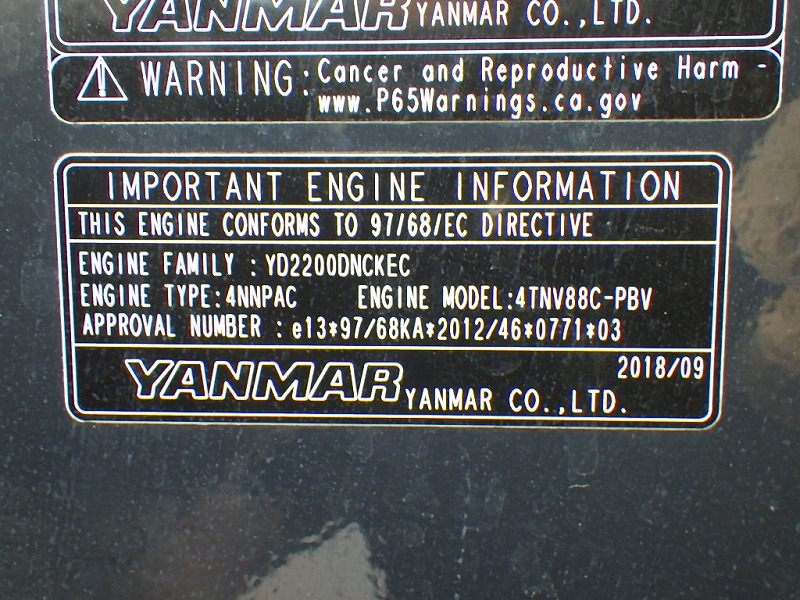 YANMAR YANMAR CO.,LTD.
WARNING: Cancer and Reproductive Harm -
www.P65Warnings.ca.gov
IMPORTANT ENGINE INFORMATION
THIS ENGINE CONFORMS TO 97/68/EC DIRECTIVE
ENGINE FAMILY : YD2200DNCKEC
ENGINE TYPE:4NNPAC ENGINE MODEL:4TNV88C-PBV
APPROVAL NUMBER : e13*97/68KA*2012/46*0771*03
2018/09
YANMAR YANMAR CO.,LTD.